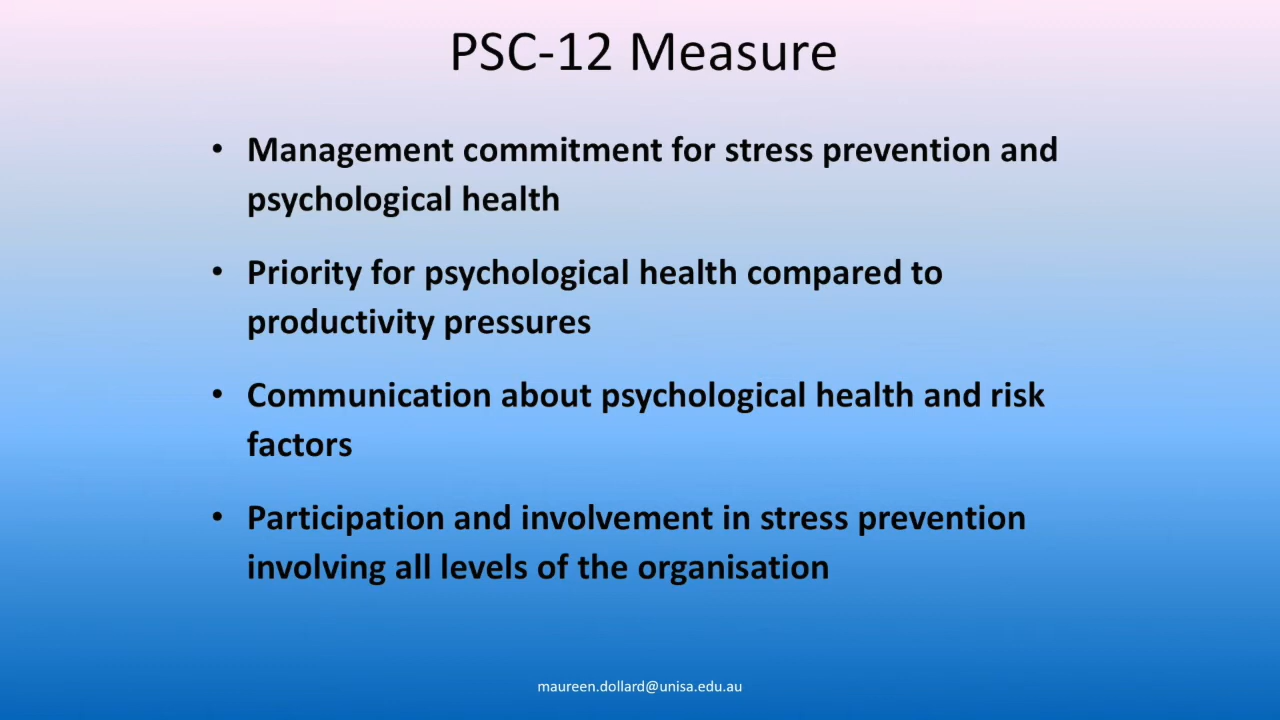 PSC-12 Measure
• Management commitment for stress prevention and
psychological health
• Priority for psychological health compared to
productivity pressures
• Communication about psychological health and risk
factors
• Participation and involvement in stress prevention
involving all levels of the organisation
maureen.dollard@unisa.edu.au